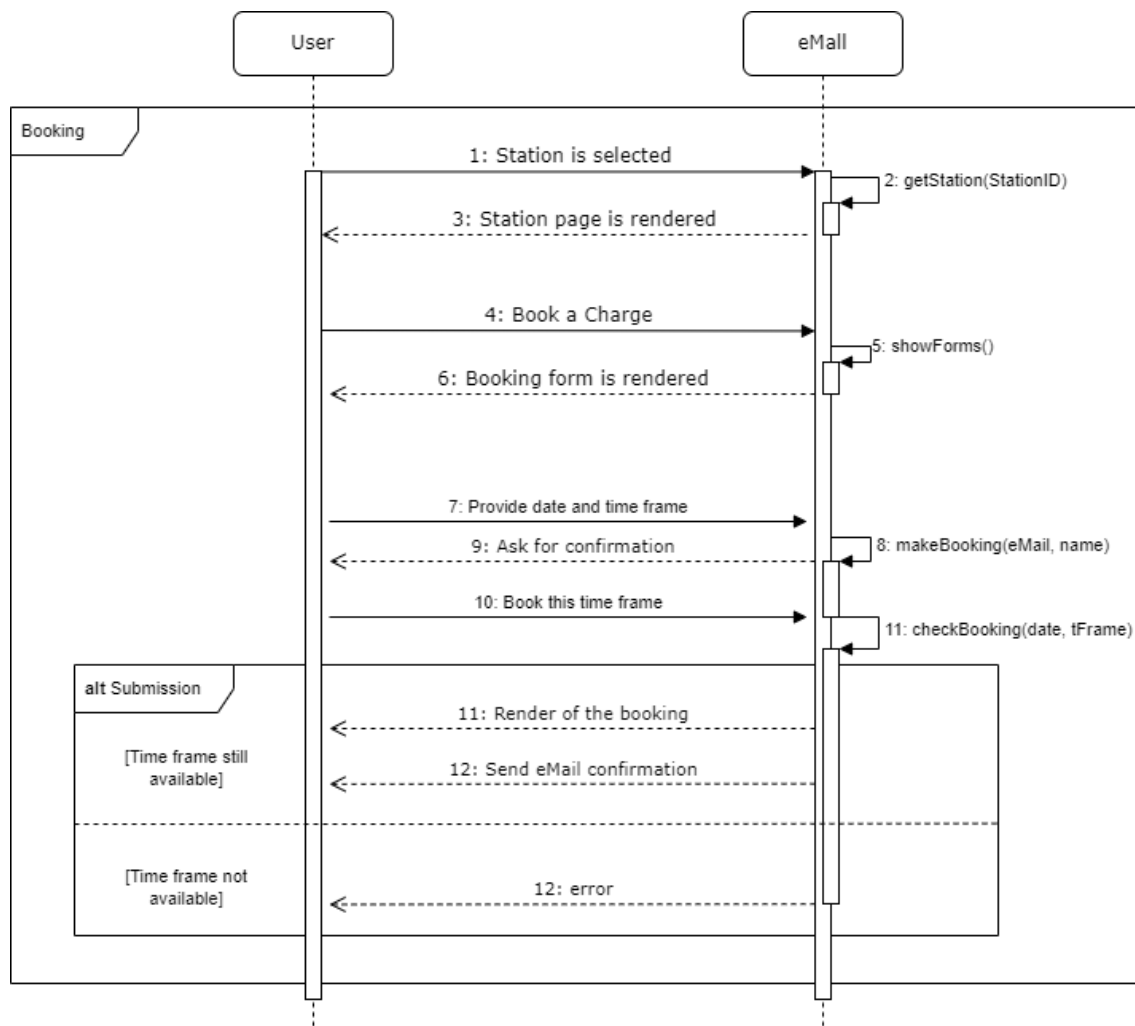 User
eMall
Booking
1: Station is selected
2: getStation(StationID)
3: Station page is rendered
4: Book a Charge
5: showForms()
6: Booking form is rendered
7: Provide date and time frame
8: makeBooking(eMail, name)
9: Ask for confirmation
10: Book this time frame
11: checkBooking(date, tFrame)
alt Submission
11: Render of the booking
[Time frame still
available]
12: Send eMail confirmation
[Time frame not
available]
12: error